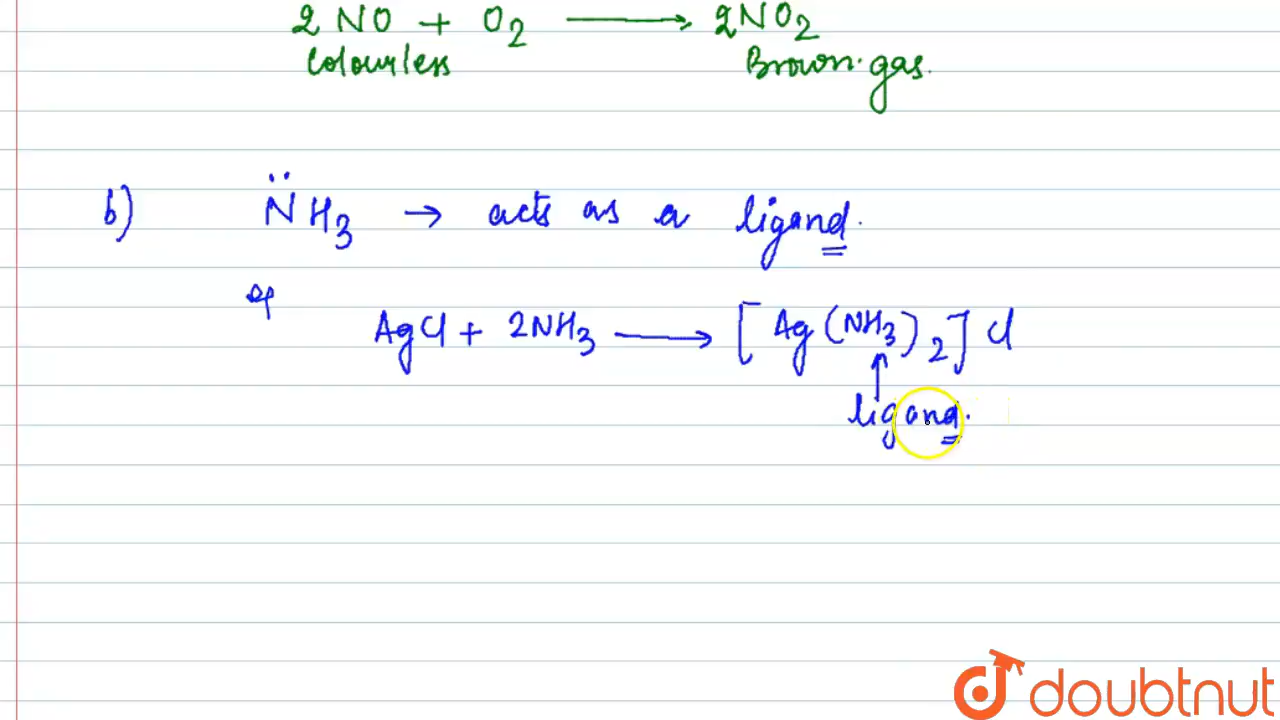 2 NO + O2 ⟶ 2NO2
Colourless Brown gas.
b) N̈H3 → acts as a ligand.
AgCl + 2NH3 ⟶ [Ag(NH3)2]Cl
↑
ligand.
doubtnut